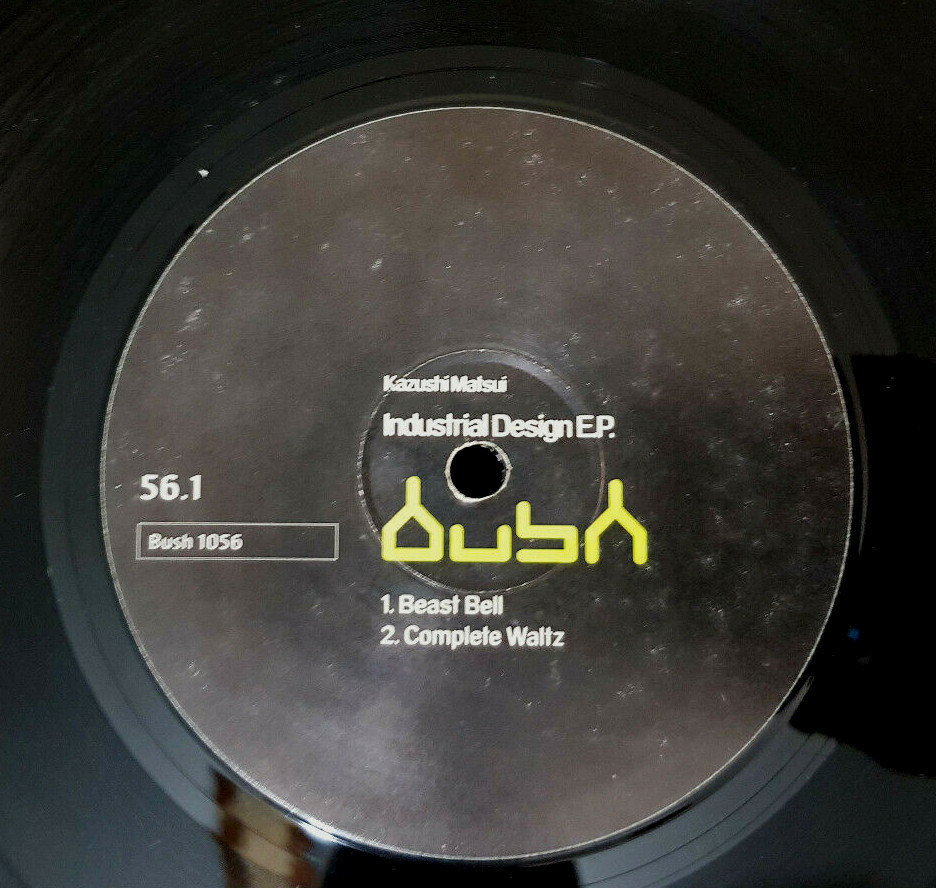 Kazushi Matsui
Industrial Design E.P.
56.1
Bush 1056
bush
1. Beast Bell
2. Complete Waltz